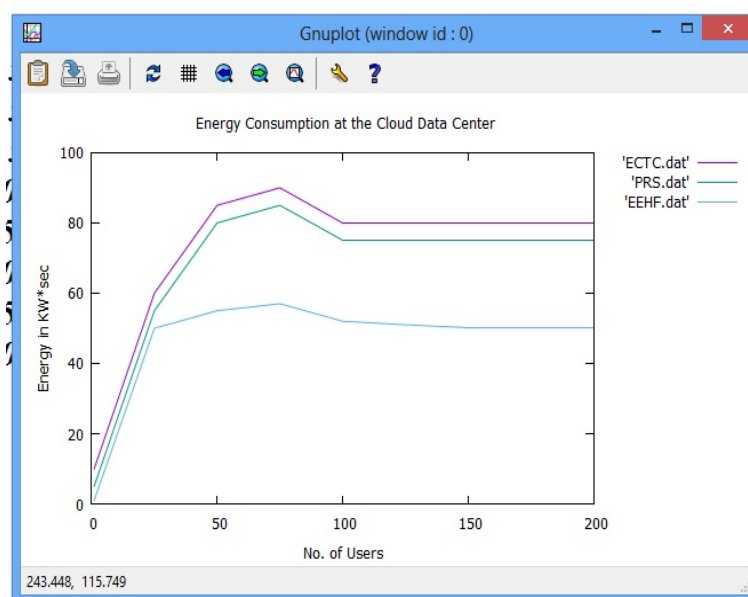 Gnuplot (window id : 0)
Energy Consumption at the Cloud Data Center
'ECTC.dat'
'PRS.dat'
'EEHF.dat'
100
80
60
40
20
0
Energy in KW*sec
0 50 100 150 200
No. of Users
243.448, 115.749